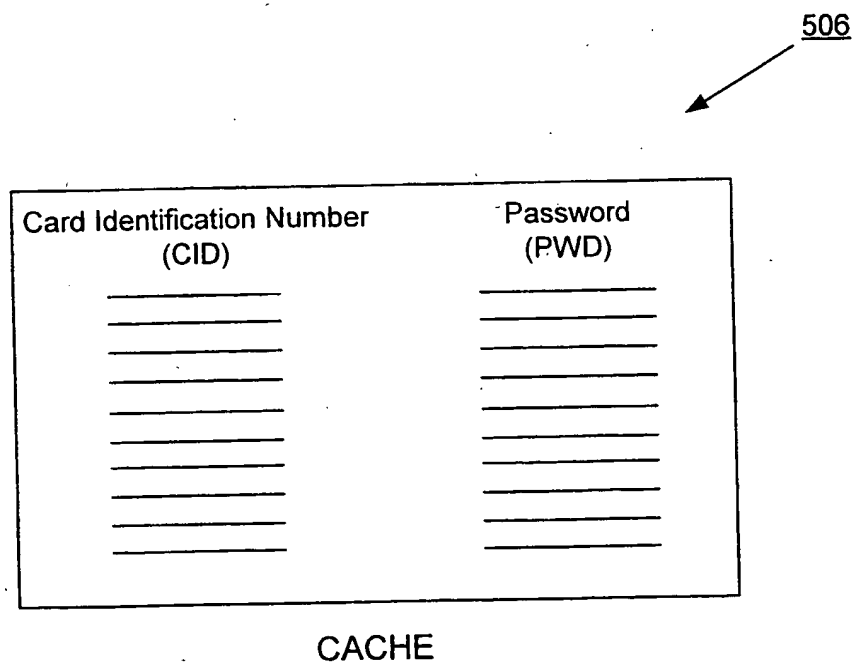 506
Card Identification Number
(CID)
Password
(PWD)
CACHE